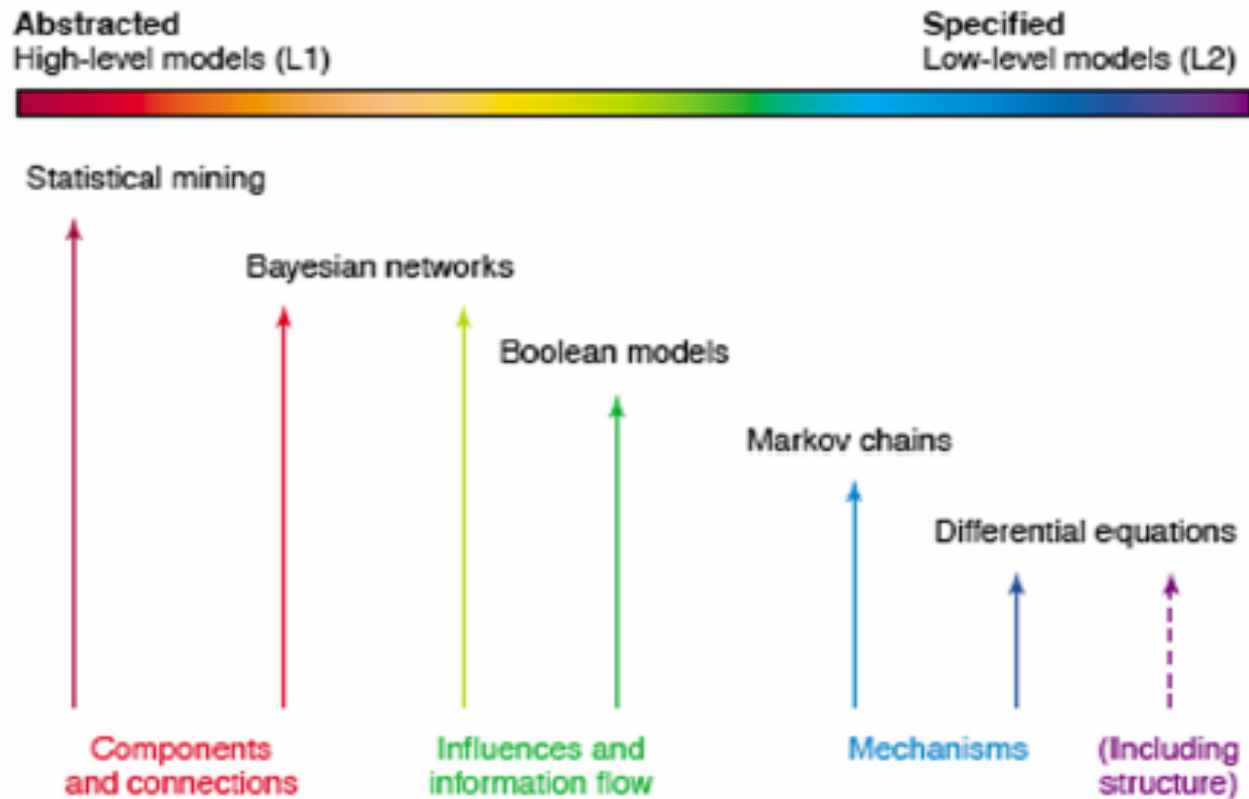 Abstracted
High-level models (L1)
Specified
Low-level models (L2)
Statistical mining
Bayesian networks
Boolean models
Markov chains
Differential equations
Components
and connections
Influences and
information flow
Mechanisms
(Including
structure)